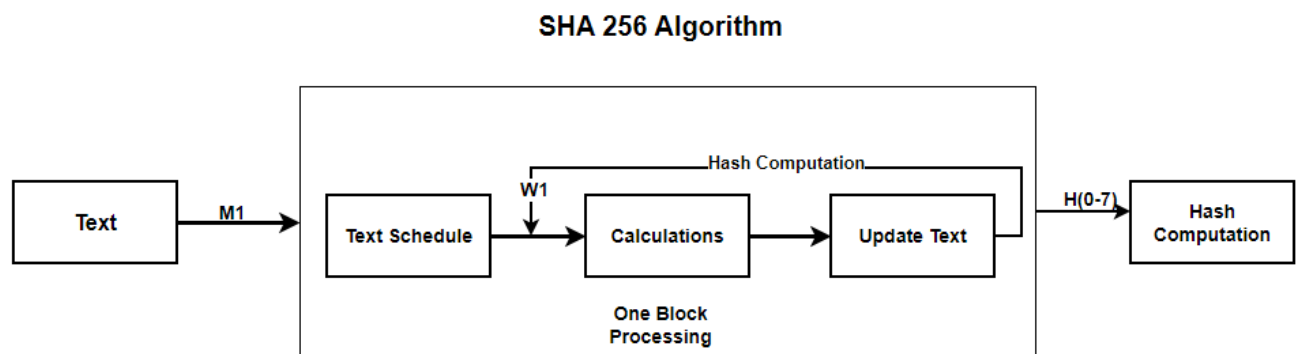 SHA 256 Algorithm
Hash Computation
W1
H(0-7)
M1
Text
Text Schedule
Calculations
Update Text
Hash
Computation
One Block
Processing